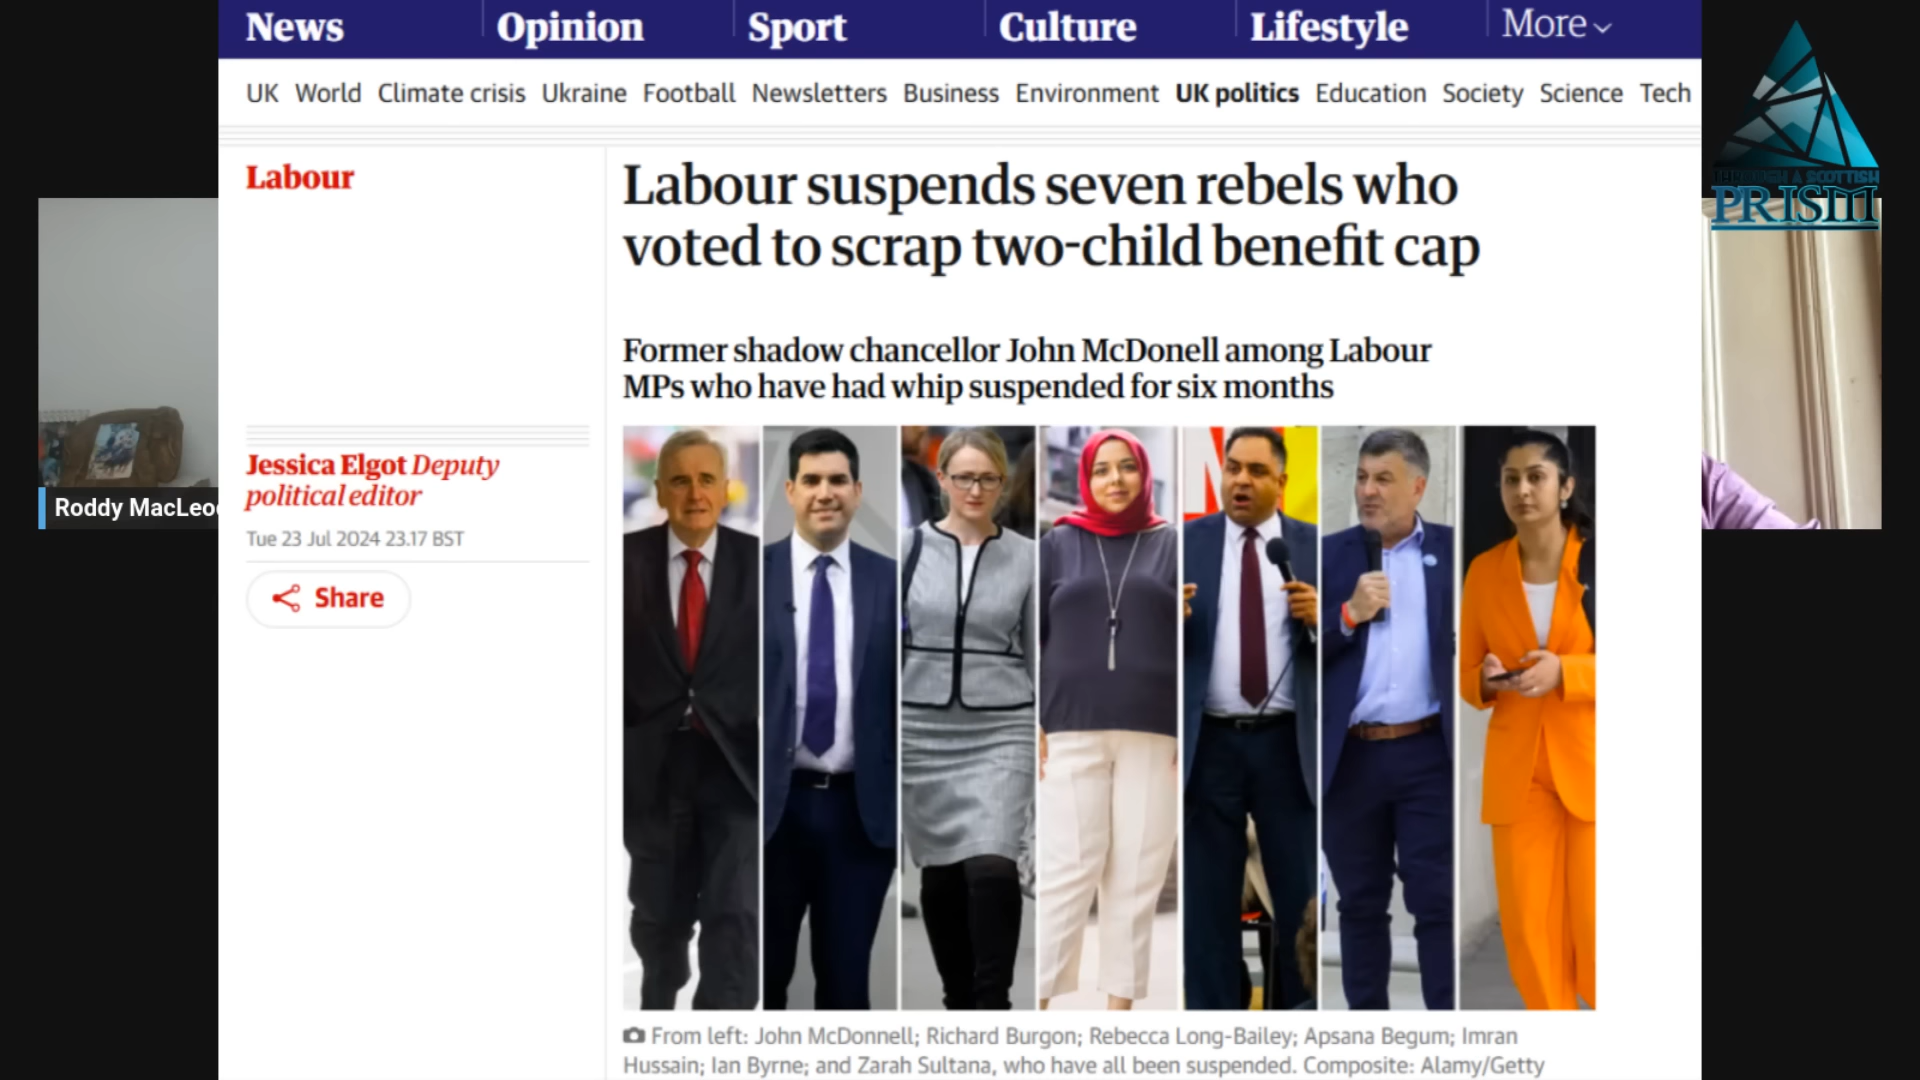 News Opinion Sport Culture Lifestyle More
UK World Climate crisis Ukraine Football Newsletters Business Environment UK politics Education Society Science Tech
THROUGH A SCOTTISH
PRISM
Labour
Labour suspends seven rebels who
voted to scrap two-child benefit cap
Former shadow chancellor John McDonell among Labour
MPs who have had whip suspended for six months
Jessica Elgot Deputy
political editor
Tue 23 Jul 2024 23.17 BST
Share
Roddy MacLeo
From left: John McDonnell; Richard Burgon; Rebecca Long-Bailey; Apsana Begum; Imran
Hussain; Ian Byrne; and Zarah Sultana, who have all been suspended. Composite: Alamy/Getty